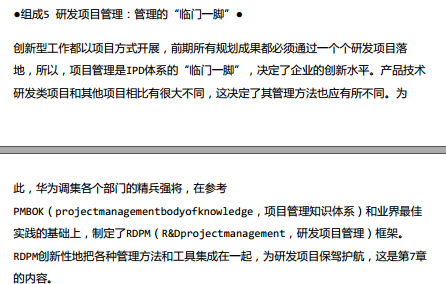 ●组成5 研发项目管理：管理的“临门一脚”●
创新型工作都以项目方式开展，前期所有规划成果都必须通过一个个研发项目落
地，所以，项目管理是IPD体系的“临门一脚”，决定了企业的创新水平。产品技术
研发类项目和其他项目相比有很大不同，这决定了其管理方法也应有所不同。为
此，华为调集各个部门的精兵强将，在参考
PMBOK（projectmanagementbodyofknowledge，项目管理知识体系）和业界最佳
实践的基础上，制定了RDPM（R&Dprojectmanagement，研发项目管理）框架。
RDPM创新性地把各种管理方法和工具集成在一起，为研发项目保驾护航，这是第7章
的内容。